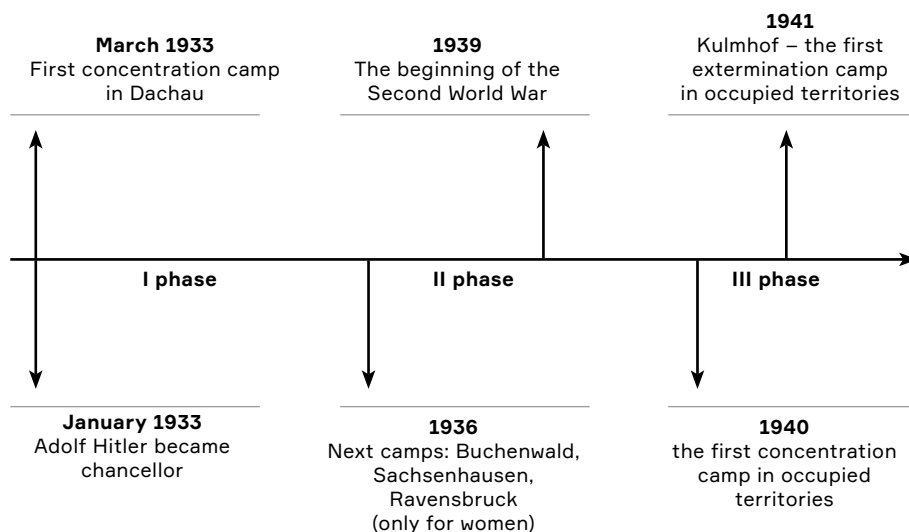 March 1933
First concentration camp
in Dachau
1939
The beginning of the
Second World War
1941
Kulmhof – the first
extermination camp
in occupied territories
I phase
II phase
III phase
January 1933
Adolf Hitler became
chancellor
1936
Next camps: Buchenwald,
Sachsenhausen,
Ravensbruck
(only for women)
1940
the first concentration
camp in occupied
territories